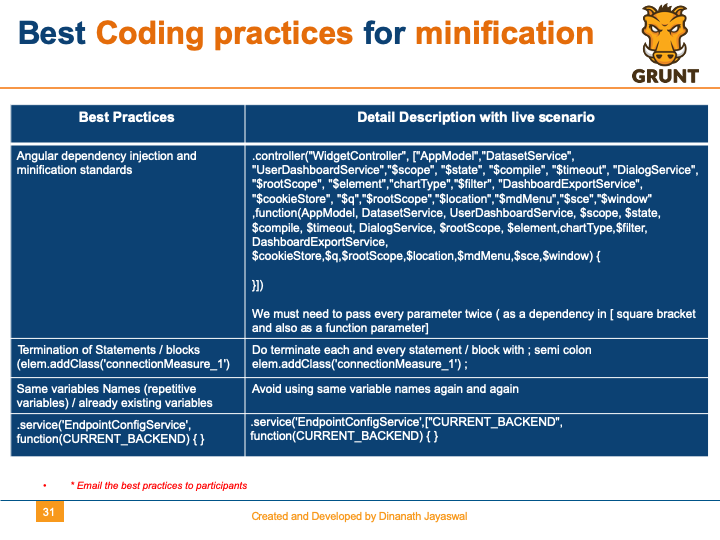 Best Coding practices for minification
GRUNT
Best Practices
Detail Description with live scenario
Angular dependency injection and
minification standards
.controller("WidgetController", ["AppModel","DatasetService",
"UserDashboardService","$scope", "$state", "$compile", "$timeout", "DialogService",
"$rootScope", "$element","chartType","$filter", "DashboardExportService",
"$cookieStore", "$q","$rootScope","$location","$mdMenu","$sce","$window"
,function(AppModel, DatasetService, UserDashboardService, $scope, $state,
$compile, $timeout, DialogService, $rootScope, $element,chartType,$filter,
DashboardExportService,
$cookieStore,$q,$rootScope,$location,$mdMenu,$sce,$window) {
}])
We must need to pass every parameter twice ( as a dependency in [ square bracket
and also as a function parameter]
Termination of Statements / blocks
(elem.addClass('connectionMeasure_1')
Do terminate each and every statement / block with ; semi colon
elem.addClass('connectionMeasure_1') ;
Same variables Names (repetitive
variables) / already existing variables
Avoid using same variable names again and again
.service('EndpointConfigService',
function(CURRENT_BACKEND) { }
.service('EndpointConfigService',["CURRENT_BACKEND",
function(CURRENT_BACKEND) { }
• * Email the best practices to participants
31
Created and Developed by Dinanath Jayaswal